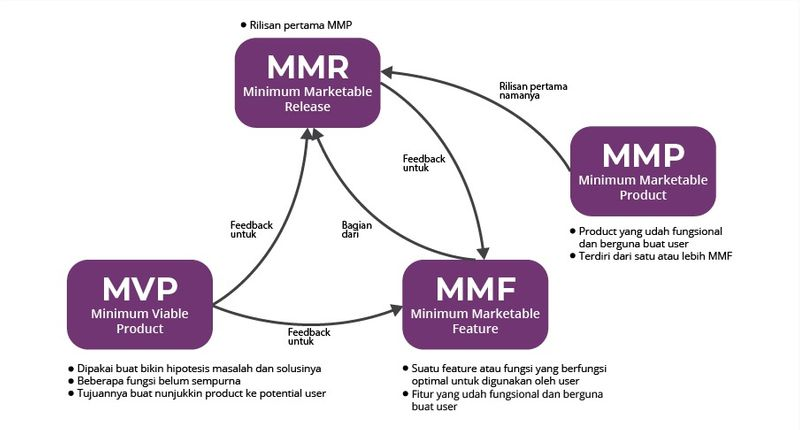 ● Rilisan pertama MMP
MMR
Minimum Marketable
Release
Rilisan pertama
namanya
MMP
Minimum Marketable
Product
● Product yang udah fungsional
dan berguna buat user
● Terdiri dari satu atau lebih MMF
Feedback
untuk
Feedback
untuk
Bagian
dari
MVP
Minimum Viable
Product
Feedback
untuk
MMF
Minimum Marketable
Feature
● Dipakai buat bikin hipotesis masalah dan solusinya
● Beberapa fungsi belum sempurna
● Tujuannya buat nunjukkin product ke potential user
● Suatu feature atau fungsi yang berfungsi
optimal untuk digunakan oleh user
● Fitur yang udah fungsional dan berguna
buat user